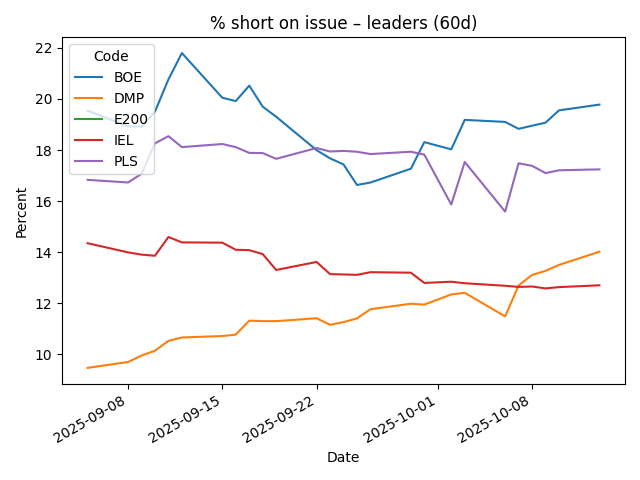 % short on issue – leaders (60d)
Percent
22
20
18
16
14
12
10
Code
BOE
DMP
E200
IEL
PLS
2025-09-08
2025-09-15
2025-09-22
2025-10-01
2025-10-08
Date